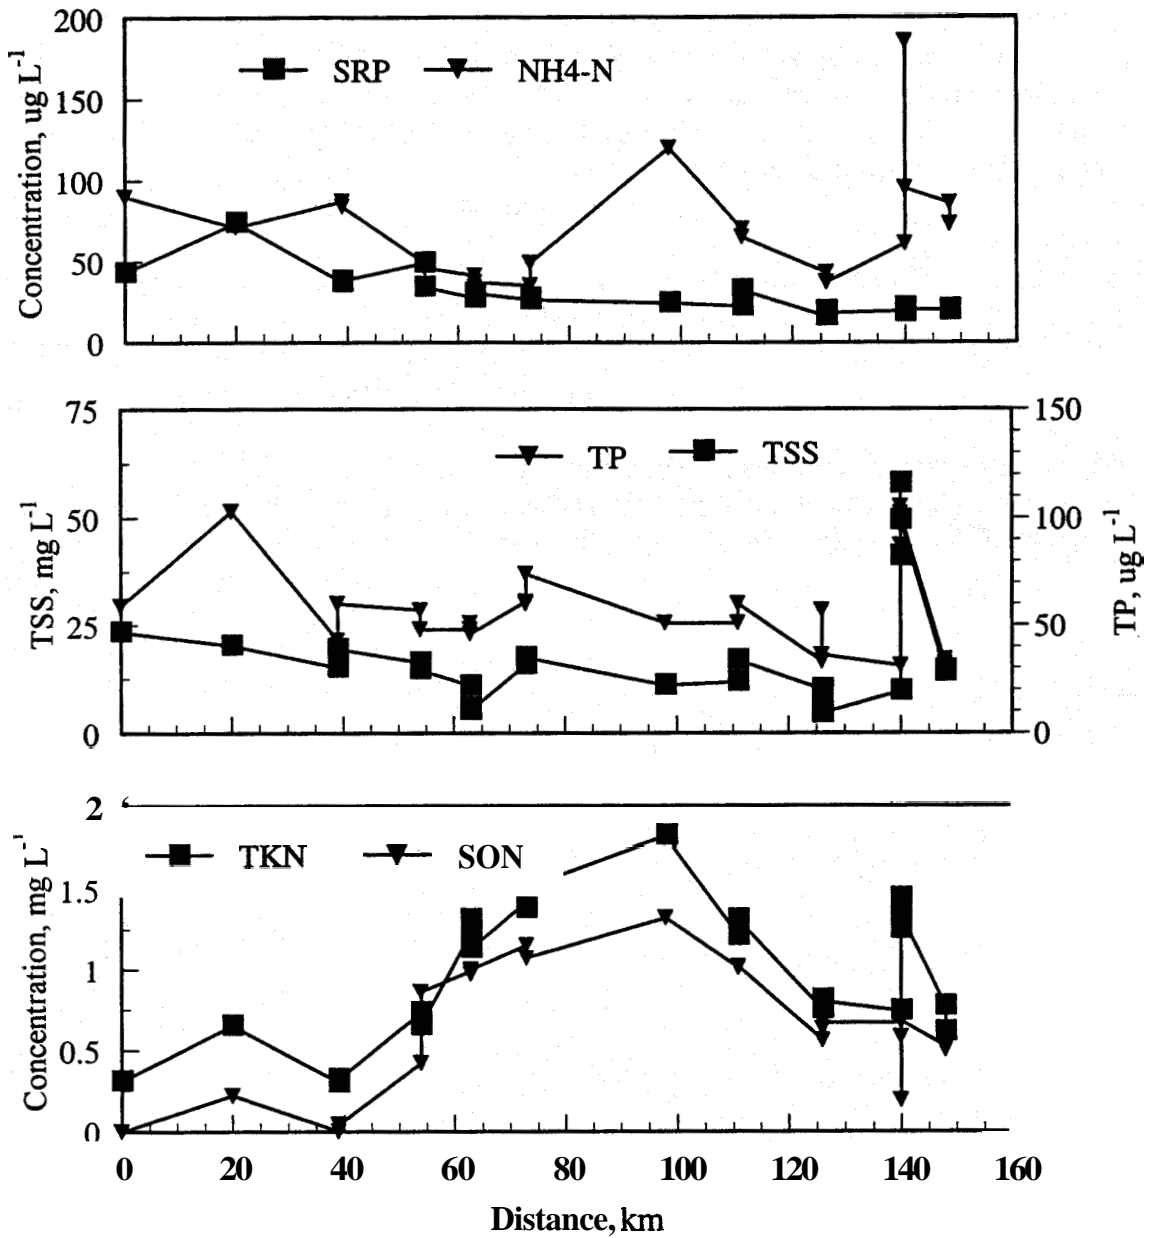 200
150
100
50
0
Concentration, ug L-1
SRP NH4-N
75
50
25
0
TSS, mg L-1
TP TSS
150
100
50
0
TP, ug L-1
2
1.5
1
0.5
0
Concentration, mg L-1
TKN SON
0 20 40 60 80 100 120 140 160
Distance, km